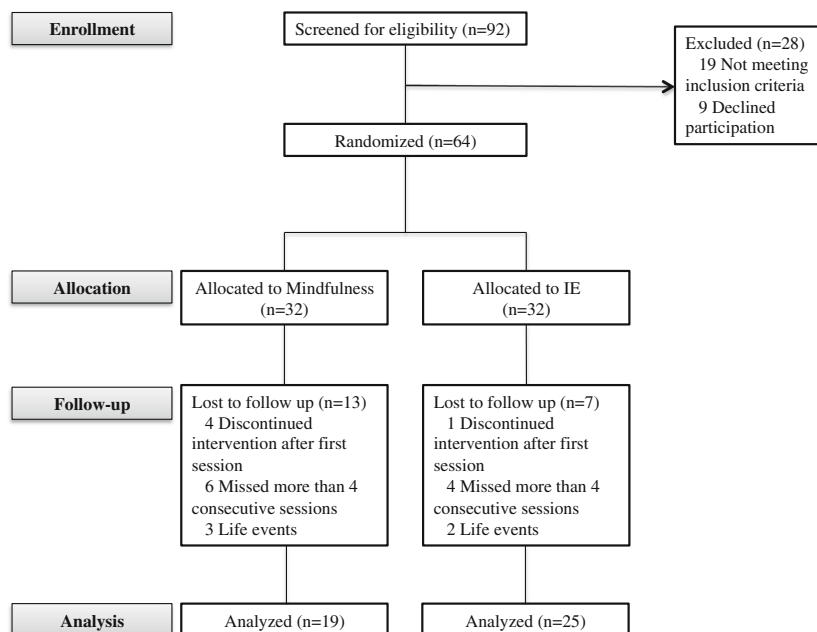 Enrollment
Screened for eligibility (n=92)
Excluded (n=28)
19 Not meeting
inclusion criteria
9 Declined
participation
Randomized (n=64)
Allocation
Allocated to Mindfulness
(n=32)
Allocated to IE
(n=32)
Follow-up
Lost to follow up (n=13)
4 Discontinued
intervention after first
session
6 Missed more than 4
consecutive sessions
3 Life events
Lost to follow up (n=7)
1 Discontinued
intervention after first
session
4 Missed more than 4
consecutive sessions
2 Life events
Analysis
Analyzed (n=19)
Analyzed (n=25)